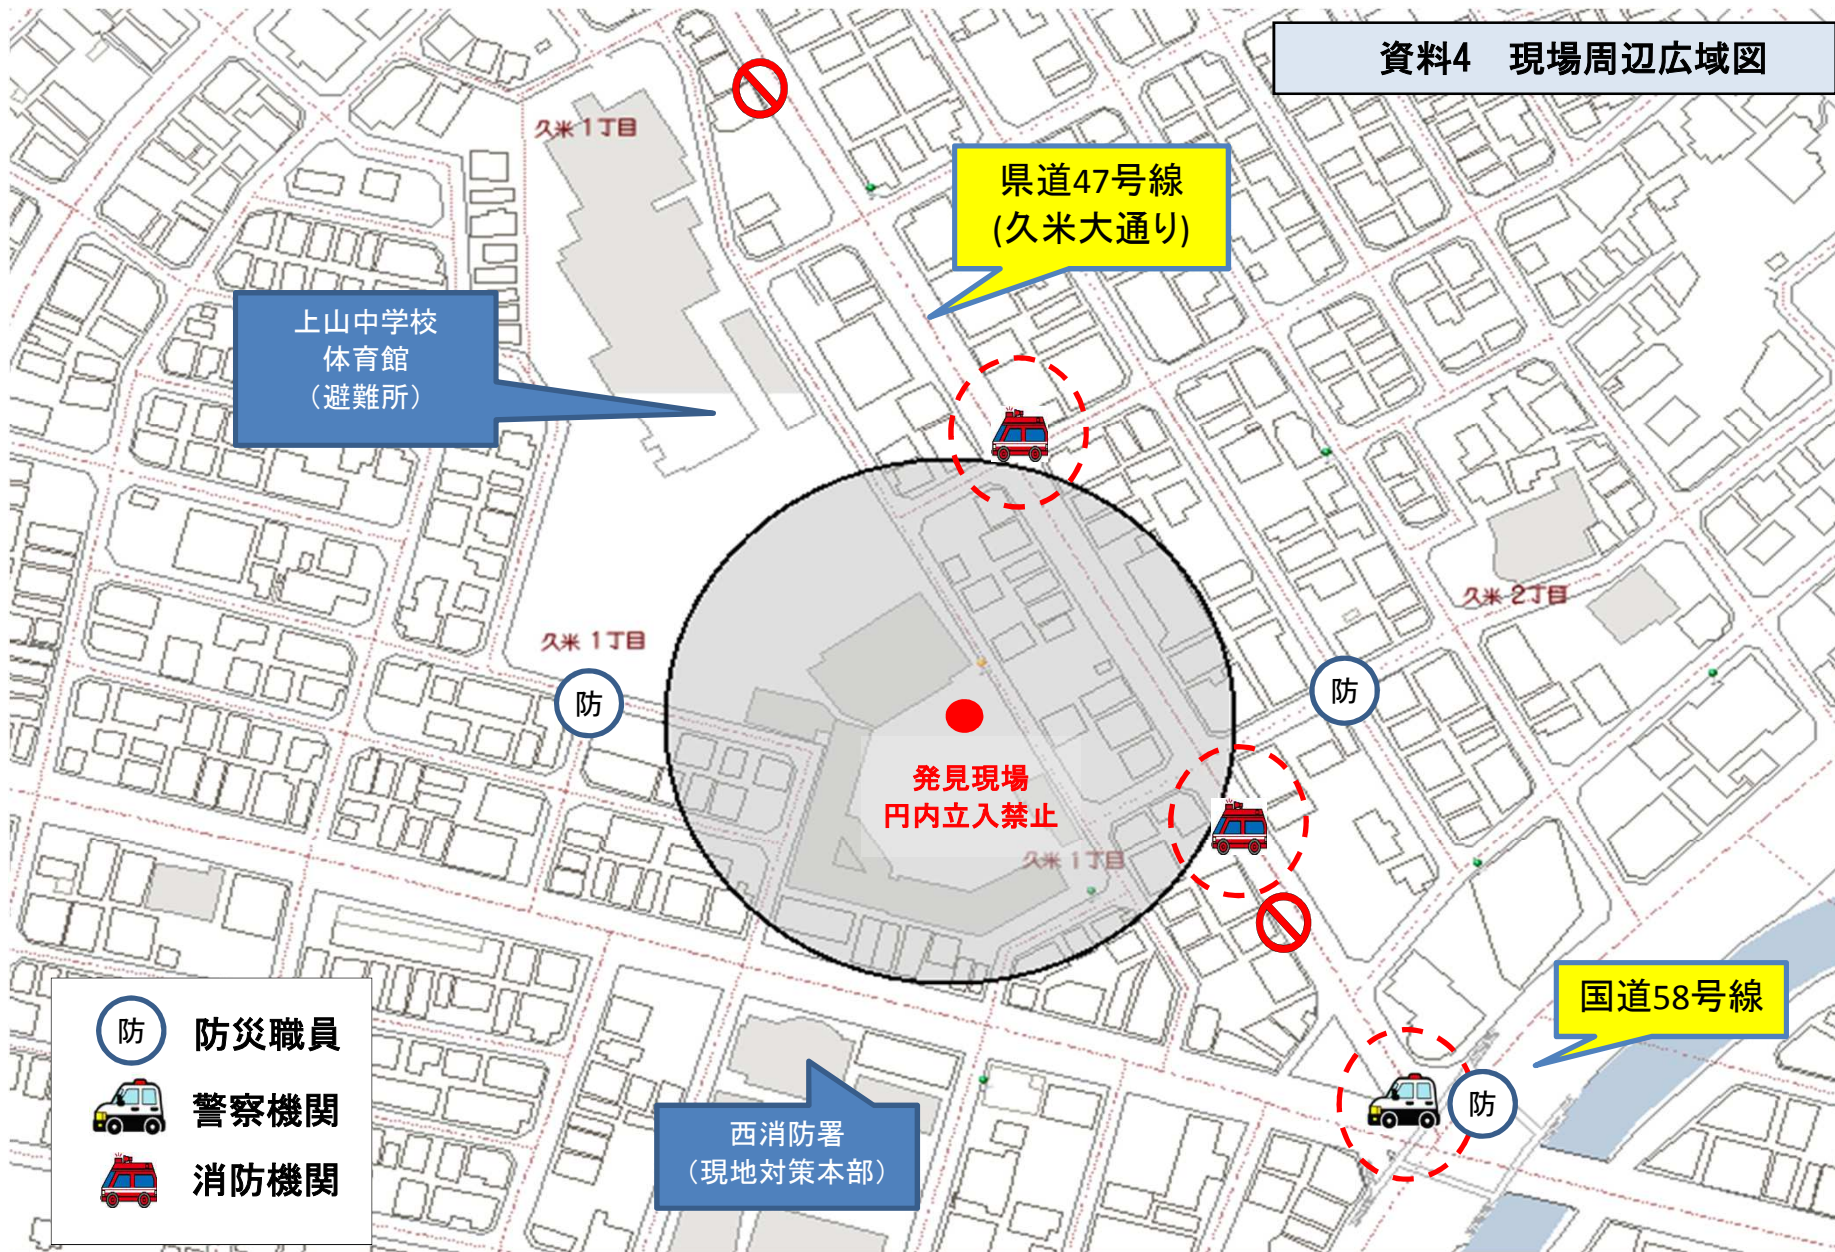 資料4　現場周辺広域図
久米 1丁目
県道47号線
(久米大通り)
上山中学校
体育館
（避難所）
久米 2丁目
久米 1丁目
防
防
発見現場
円内立入禁止
久米 1丁目
国道58号線
防
防 防災職員
警察機関
消防機関
西消防署
（現地対策本部）